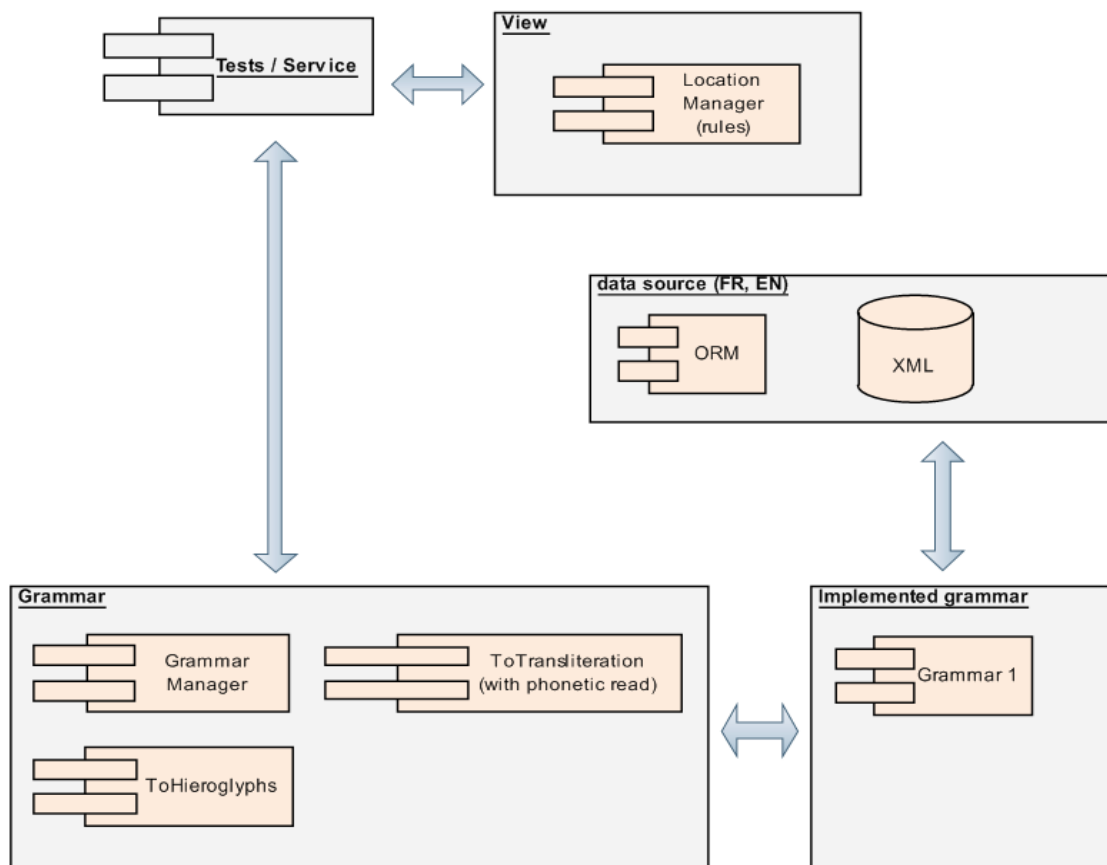 View
Tests / Service
Location
Manager
(rules)
data source (FR, EN)
ORM
XML
Grammar
Grammar
Manager
ToTransliteration
(with phonetic read)
ToHieroglyphs
Implemented grammar
Grammar 1